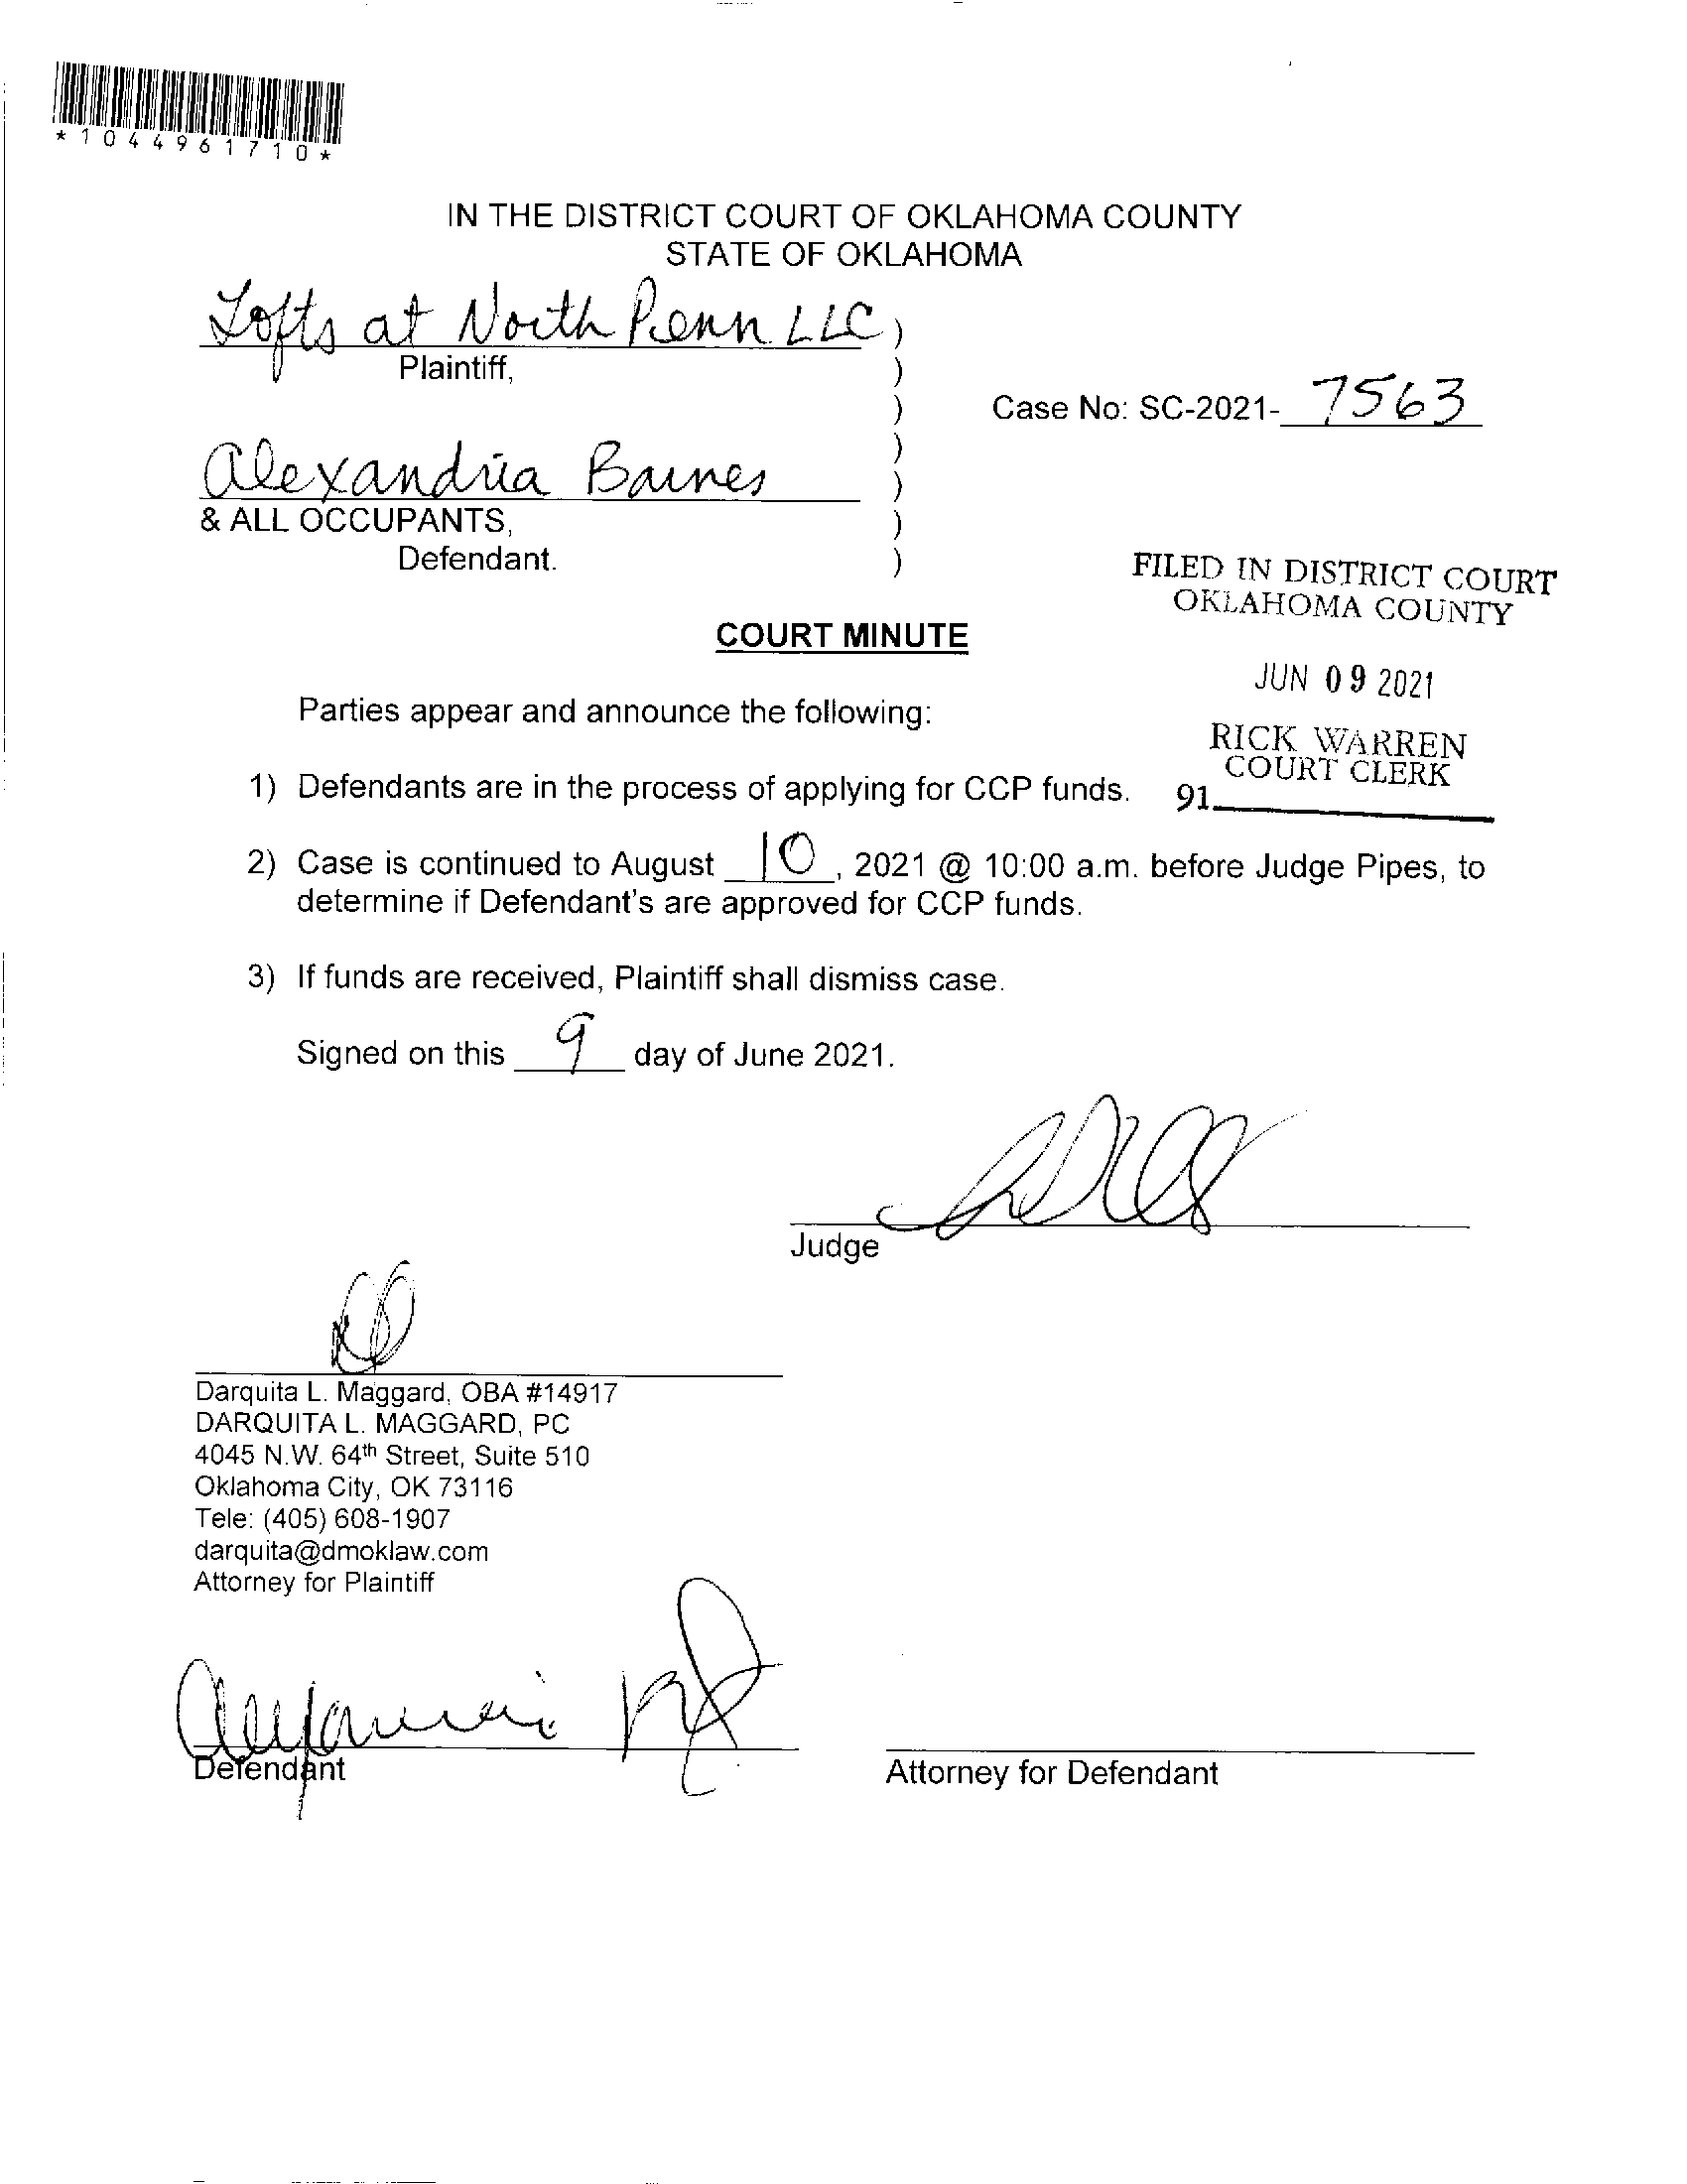 *1044961710*
IN THE DISTRICT COURT OF OKLAHOMA COUNTY
STATE OF OKLAHOMA
Lofts at North Penn LLC )
Plaintiff, )
) Case No: SC-2021- 7563
)
Alexandria Barnes )
& ALL OCCUPANTS, )
Defendant. )
FILED IN DISTRICT COURT
OKLAHOMA COUNTY
JUN 09 2021
RICK WARREN
COURT CLERK
91
COURT MINUTE
Parties appear and announce the following:
1) Defendants are in the process of applying for CCP funds.
2) Case is continued to August 10, 2021 @ 10:00 a.m. before Judge Pipes, to
determine if Defendant's are approved for CCP funds.
3) If funds are received, Plaintiff shall dismiss case.
Signed on this 9 day of June 2021.
Judge
Darquita L. Maggard, OBA #14917
DARQUITA L. MAGGARD, PC
4045 N.W. 64th Street, Suite 510
Oklahoma City, OK 73116
Tele: (405) 608-1907
darquita@dmoklaw.com
Attorney for Plaintiff
Defendant
Attorney for Defendant